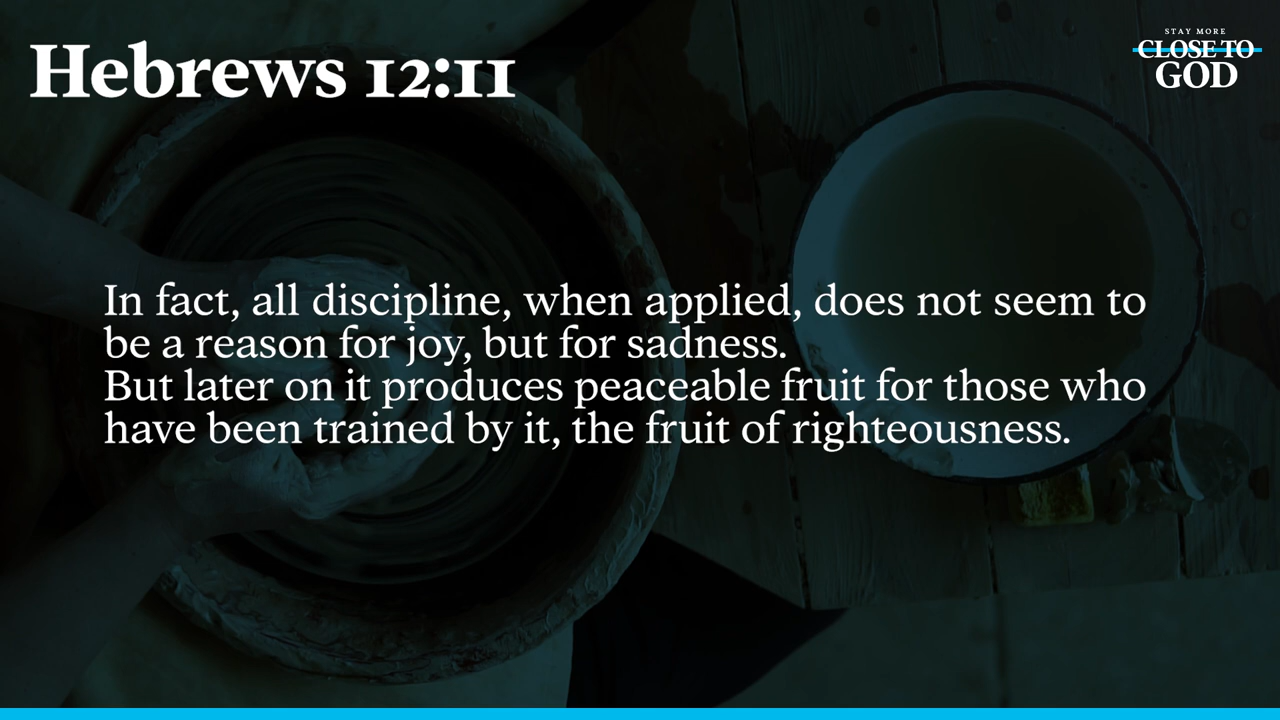 Hebrews 12:11
STAY MORE
CLOSE TO
GOD
In fact, all discipline, when applied, does not seem to
be a reason for joy, but for sadness.
But later on it produces peaceable fruit for those who
have been trained by it, the fruit of righteousness.